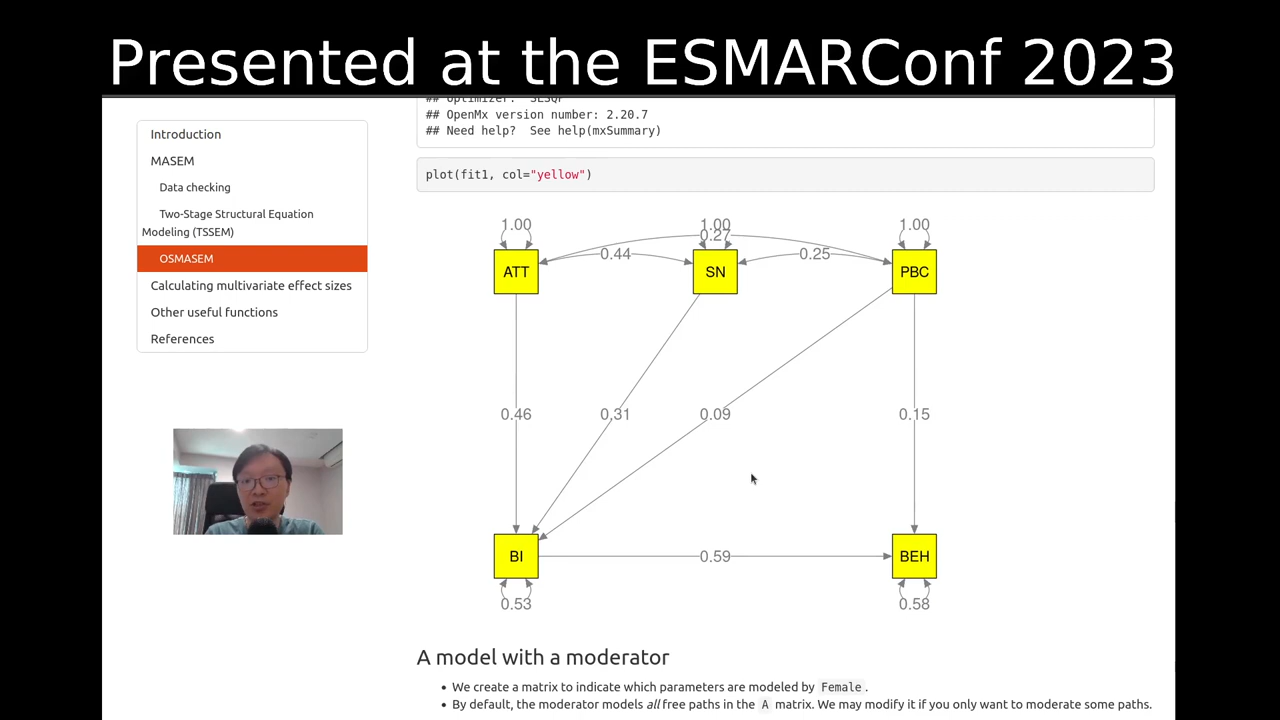 Presented at the ESMARConf 2023
## optimizer:  SLSQP
## OpenMx version number: 2.20.7
## Need help?  See help(mxSummary)
Introduction
MASEM
Data checking
Two-Stage Structural Equation
Modeling (TSSEM)
OSMASEM
Calculating multivariate effect sizes
Other useful functions
References
plot(fit1, col="yellow")
1.00 1.00 1.00
0.27
0.44 0.25
ATT SN PBC
0.46 0.31 0.09 0.15
BI 0.59 BEH
0.53 0.58
A model with a moderator
• We create a matrix to indicate which parameters are modeled by Female .
• By default, the moderator models all free paths in the A matrix. We may modify it if you only want to moderate some paths.